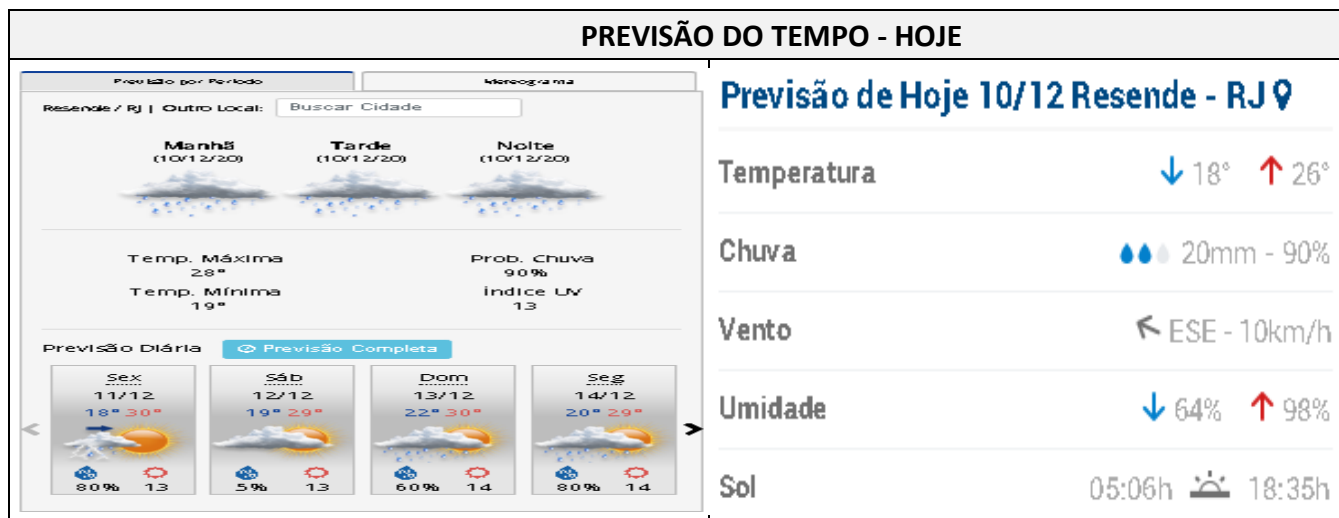 PREVISÃO DO TEMPO - HOJE
Previsão por Período Meteograma
Resende / RJ | Outro Local: Buscar Cidade
Manhã Tarde Noite
(10/12/20) (10/12/20) (10/12/20)
Temp. Máxima Prob. Chuva
28° 90%
Temp. Mínima Índice UV
19° 13
Previsão Diária Previsão Completa
Sex Sáb Dom Seg
11/12 12/12 13/12 14/12
18° 30° 19° 29° 22° 30° 20° 29°
80% 13 5% 13 60% 14 80% 14
Previsão de Hoje 10/12 Resende - RJ
Temperatura 18° 26°
Chuva 20mm - 90%
Vento ESE - 10km/h
Umidade 64% 98%
Sol 05:06h 18:35h